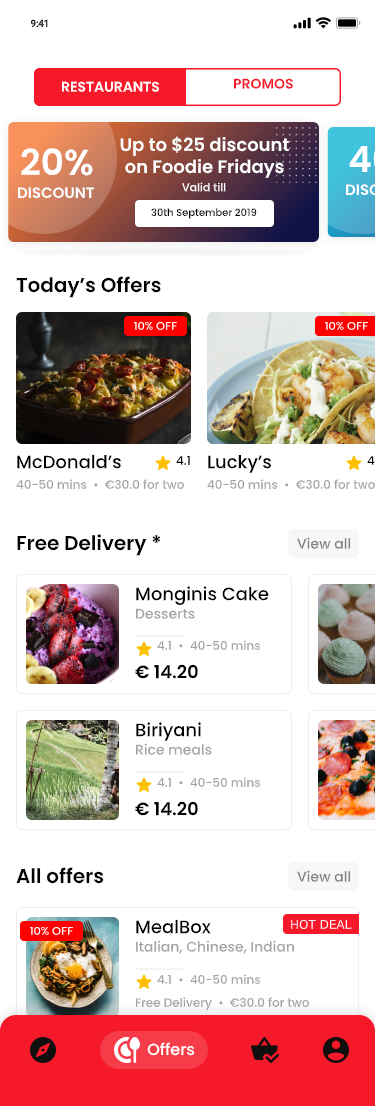 9:41
RESTAURANTS
PROMOS
20%
DISCOUNT
Up to $25 discount
on Foodie Fridays
Valid till
30th September 2019
Today's Offers
10% OFF
10% OFF
McDonald's
4.1
Lucky's
40-50 mins • €30.0 for two
40-50 mins • €30.0 for two
Free Delivery *
View all
Monginis Cake
Desserts
4.1 • 40-50 mins
€ 14.20
Biriyani
Rice meals
4.1 • 40-50 mins
€ 14.20
All offers
View all
10% OFF
MealBox
HOT DEAL
Italian, Chinese, Indian
4.1 • 40-50 mins
Free Delivery • €30.0 for two
Offers